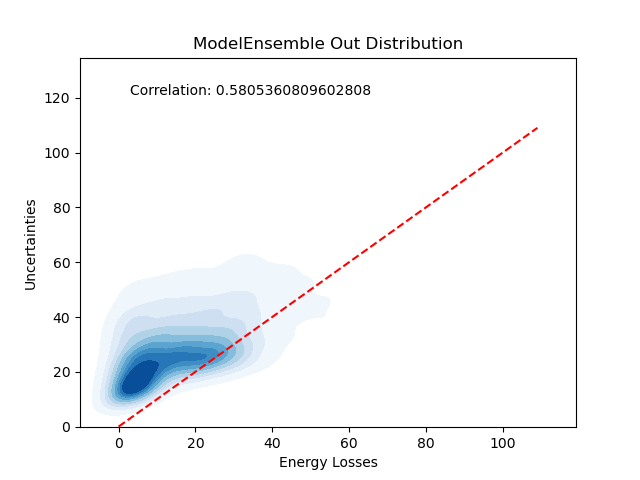 ModelEnsemble Out Distribution
Correlation: 0.5805360809602808
120
100
80
60
40
20
0
Uncertainties
0 20 40 60 80 100
Energy Losses